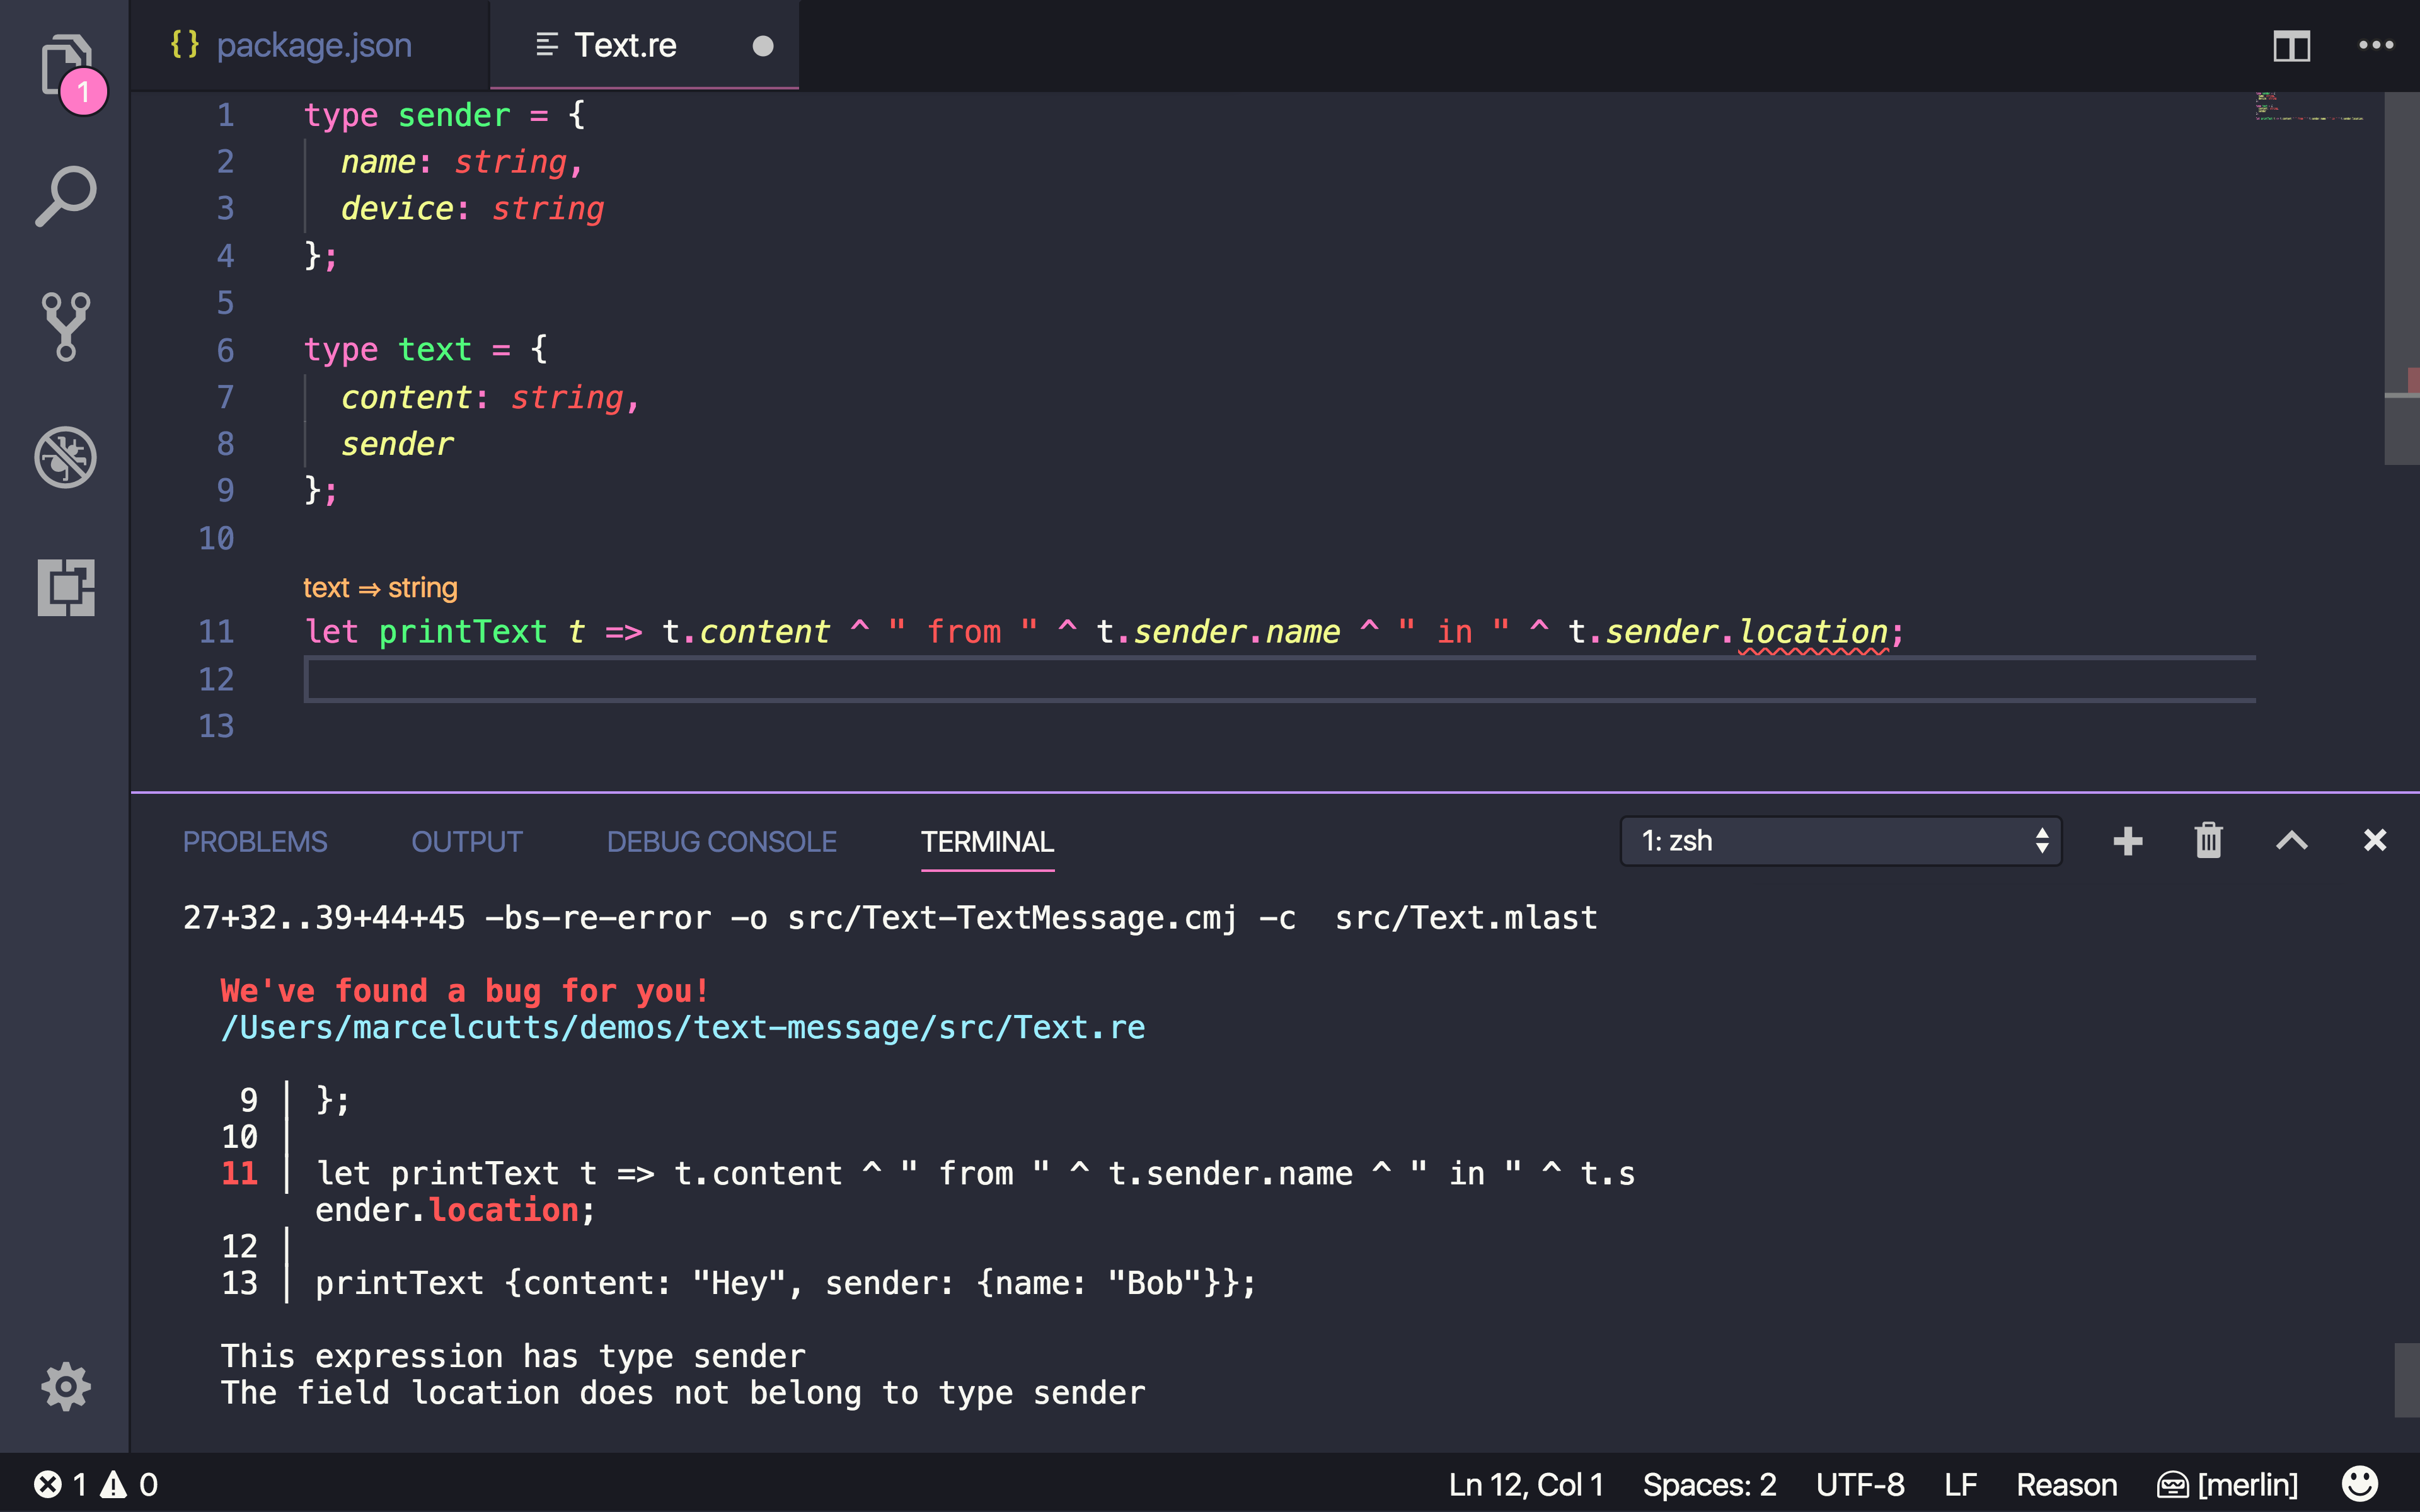 {} package.json Text.re
1
1 type sender = {
2 name: string,
3 device: string
4 };
5
6 type text = {
7 content: string,
8 sender
9 };
10
text ⇒ string
11 let printText t => t.content ^ " from " ^ t.sender.name ^ " in " ^ t.sender.location;
12
13
PROBLEMS OUTPUT DEBUG CONSOLE TERMINAL 1: zsh
27+32..39+44+45 -bs-re-error -o src/Text-TextMessage.cmj -c  src/Text.mlast
We've found a bug for you!
/Users/marcelcutts/demos/text-message/src/Text.re
9 │ };
10 │
11 │ let printText t => t.content ^ " from " ^ t.sender.name ^ " in " ^ t.s
ender.location;
12 │
13 │ printText {content: "Hey", sender: {name: "Bob"}};
This expression has type sender
The field location does not belong to type sender
1 0 Ln 12, Col 1 Spaces: 2 UTF-8 LF Reason [merlin]